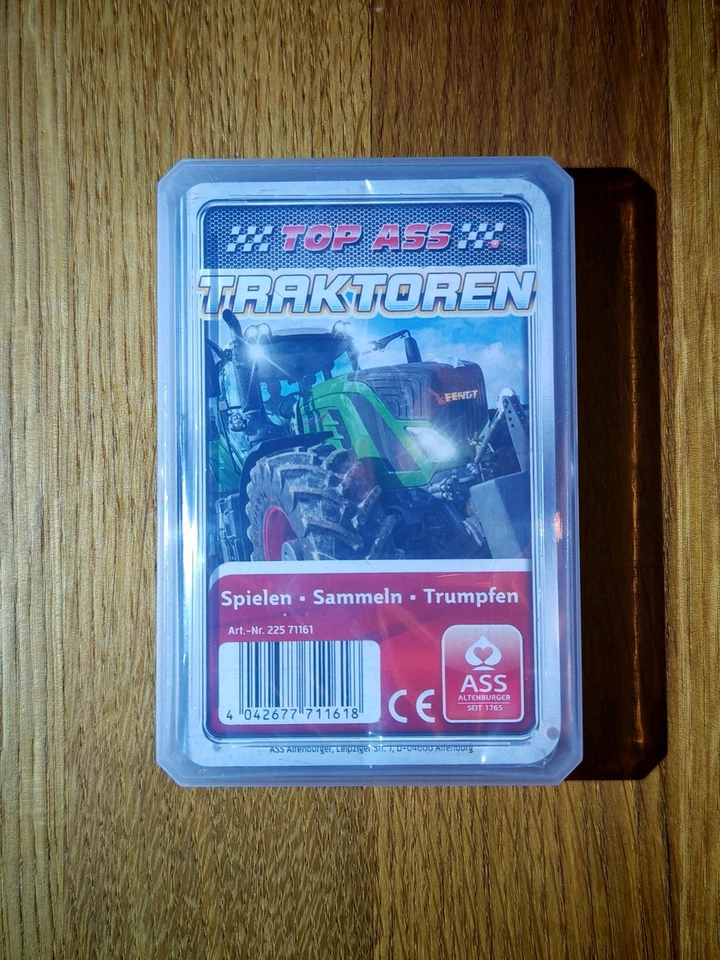 TOP ASS
TRAKTOREN
FENDT
Spielen · Sammeln · Trumpfen
Art.-Nr. 225 71161
4 042677 711618
CE
ASS
ALTENBURGER
SEIT 1765
ASS Altenburger, Leipziger Str. 7, D-04600 Altenburg